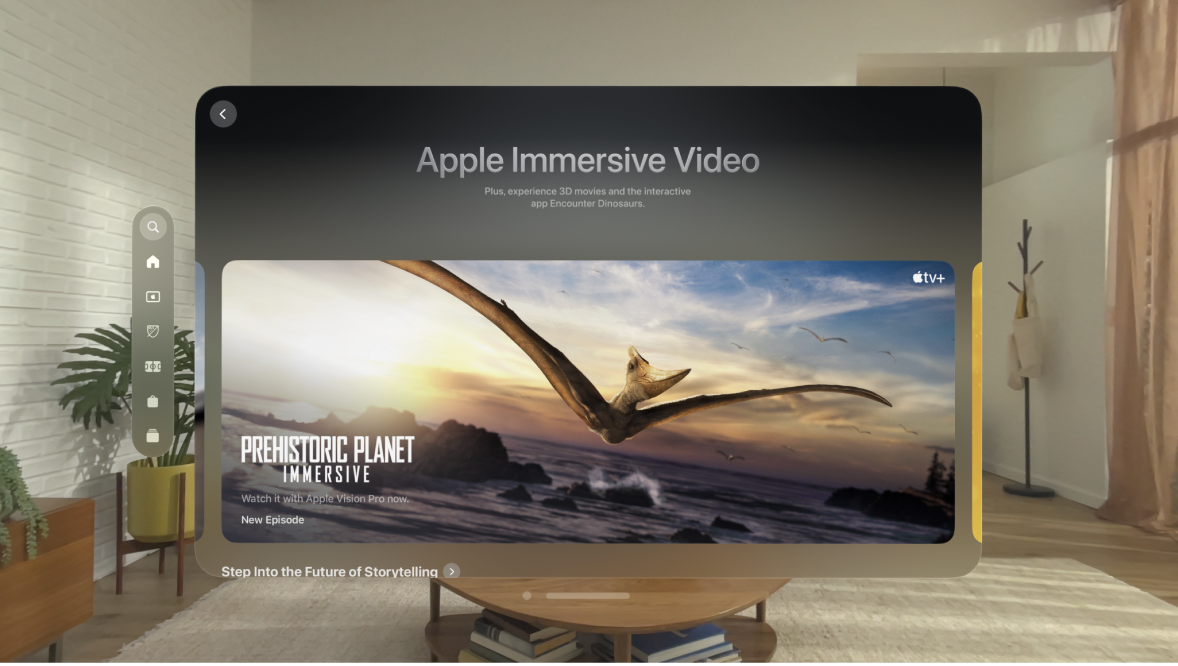 Apple Immersive Video
Plus, experience 3D movies and the interactive
app Encounter Dinosaurs.
tv+
PREHISTORIC PLANET
IMMERSIVE
Watch it with Apple Vision Pro now.
New Episode
Step Into the Future of Storytelling